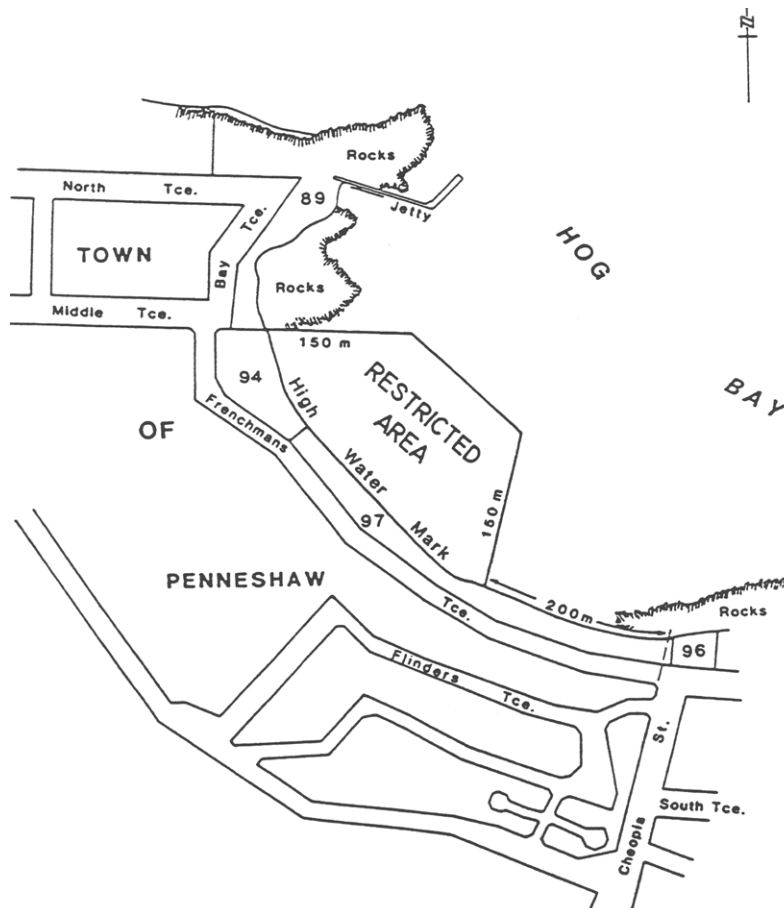 N
Rocks
North Tce.
89
Jetty
Tce.
HOG
TOWN
Bay
Rocks
Middle Tce.
150 m
94
High
RESTRICTED
AREA
BAY
OF
Frenchmans
Water
150 m
97
Mark
PENNESHAW
200m
Rocks
Tce.
96
Flinders
Tce.
St.
South Tce.
Cheopis